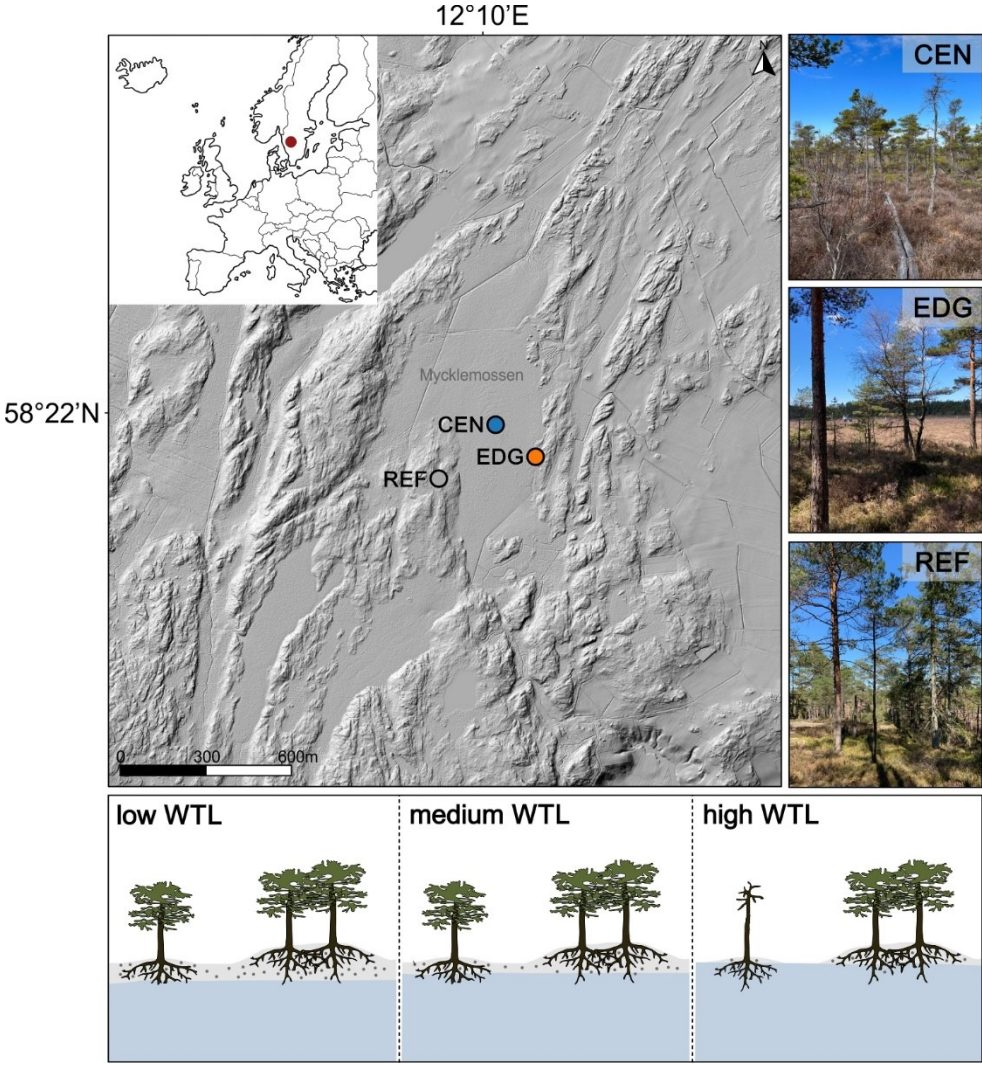 12°10’E
N
CEN
EDG
58°22’N
Mycklemossen
CEN
EDG
REF
REF
0 300 600m
low WTL medium WTL high WTL